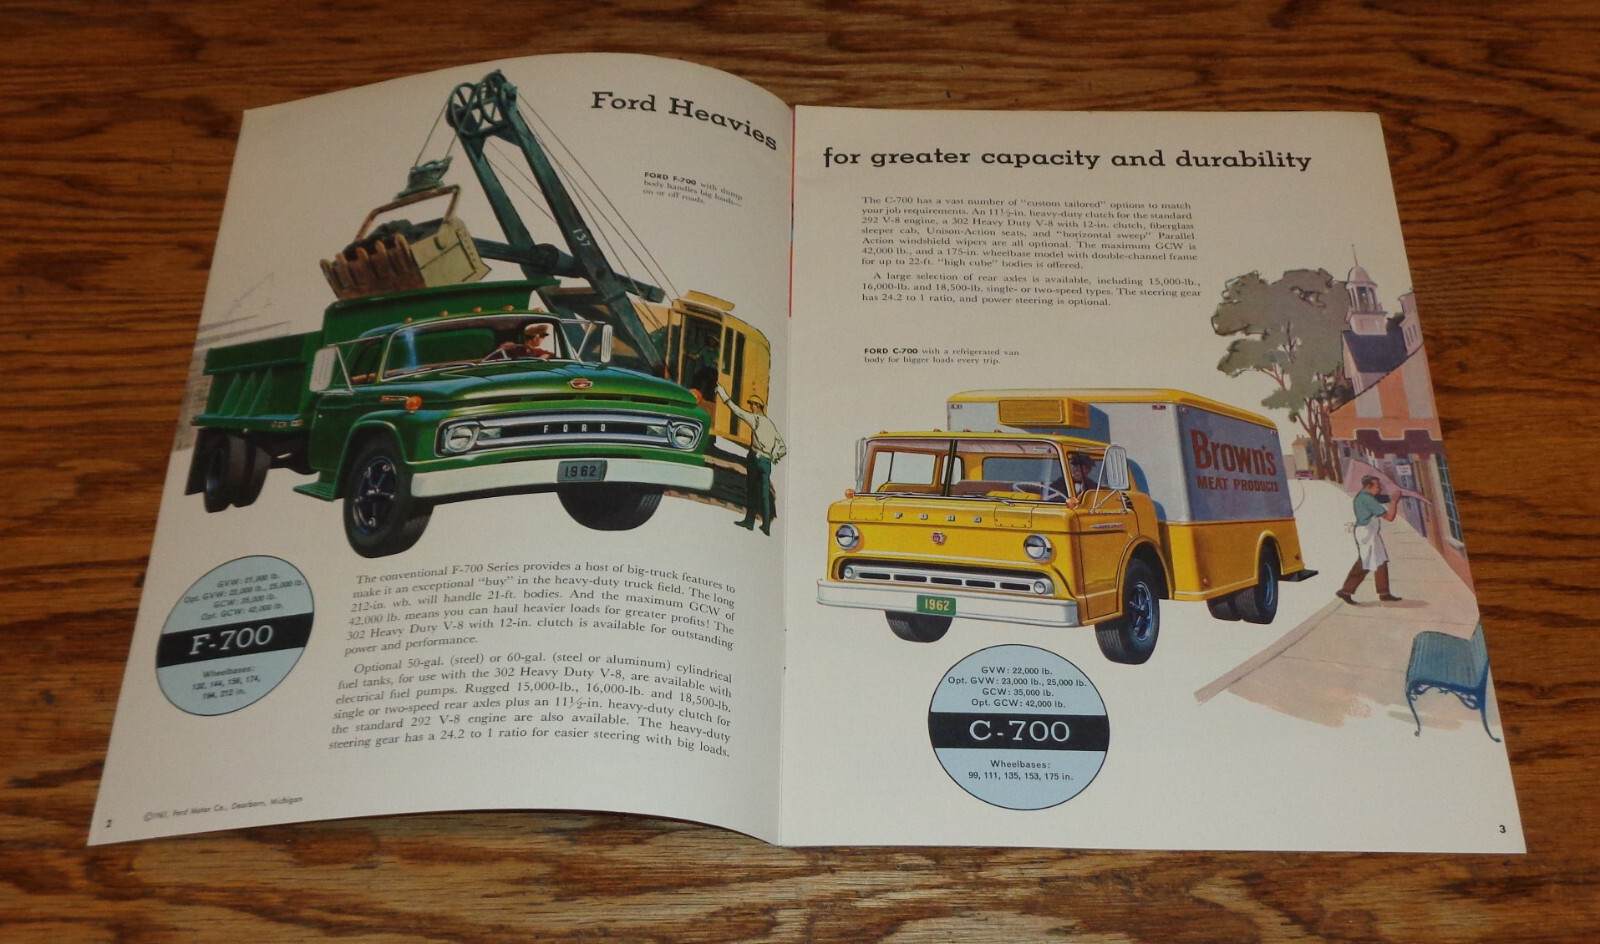 Ford Heavies
FORD F-700 with dump
body handles big loads—
on or off roads.
137
FORD
1962
GVW: 21,000 lb.
Opt. GVW: 22,000 lb., 25,000 lb.
GCW: 35,000 lb.
Opt. GCW: 42,000 lb.
F-700
Wheelbases:
132, 144, 156, 174,
194, 212 in.
The conventional F-700 Series provides a host of big-truck features to
make it an exceptional "buy" in the heavy-duty truck field. The long
212-in. wb. will handle 21-ft. bodies. And the maximum GCW of
42,000 lb. means you can haul heavier loads for greater profits! The
302 Heavy Duty V-8 with 12-in. clutch is available for outstanding
power and performance.
Optional 50-gal. (steel) or 60-gal. (steel or aluminum) cylindrical
fuel tanks, for use with the 302 Heavy Duty V-8, are available with
electrical fuel pumps. Rugged 15,000-lb., 16,000-lb. and 18,500-lb.
single or two-speed rear axles plus an 11½-in. heavy-duty clutch for
the standard 292 V-8 engine are also available. The heavy-duty
steering gear has a 24.2 to 1 ratio for easier steering with big loads.
2
©1961, Ford Motor Co., Dearborn, Michigan
for greater capacity and durability
The C-700 has a vast number of "custom tailored" options to match
your job requirements. An 11½-in. heavy-duty clutch for the standard
292 V-8 engine, a 302 Heavy Duty V-8 with 12-in. clutch, fiberglass
sleeper cab, Unison-Action seats, and "horizontal sweep" Parallel
Action windshield wipers are all optional. The maximum GCW is
42,000 lb., and a 175-in. wheelbase model with double-channel frame
for up to 22-ft. "high cube" bodies is offered.
A large selection of rear axles is available, including 15,000-lb.,
16,000-lb. and 18,500-lb. single- or two-speed types. The steering gear
has 24.2 to 1 ratio, and power steering is optional.
FORD C-700 with a refrigerated van
body for bigger loads every trip.
Brown's
MEAT PRODUCTS
FORD
1962
GVW: 22,000 lb.
Opt. GVW: 23,000 lb., 25,000 lb.
GCW: 35,000 lb.
Opt. GCW: 42,000 lb.
C-700
Wheelbases:
99, 111, 135, 153, 175 in.
3